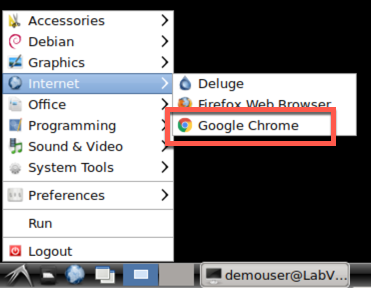 Accessories
Debian
Graphics
Internet
Deluge
Office
Firefox Web Browser
Programming
Google Chrome
Sound & Video
System Tools
Preferences
Run
Logout
demouser@LabV...